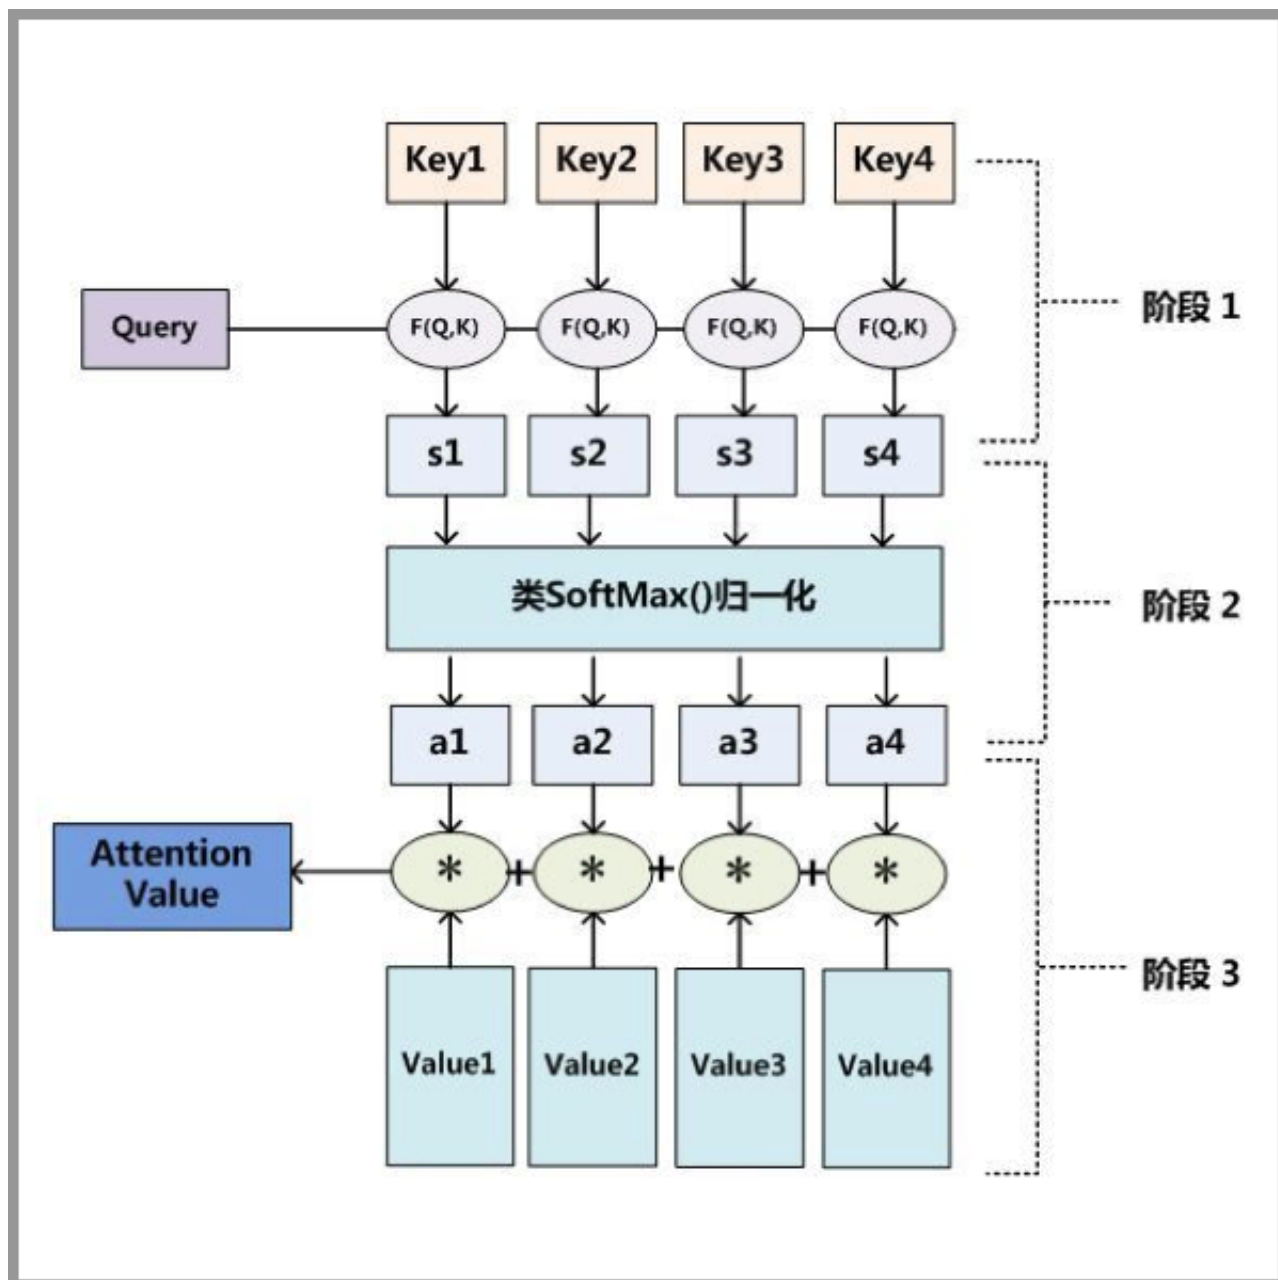 Key1 Key2 Key3 Key4
阶段 1
Query F(Q,K) F(Q,K) F(Q,K) F(Q,K)
s1 s2 s3 s4
类SoftMax()归一化
阶段 2
a1 a2 a3 a4
Attention
Value
* + * + * + *
阶段 3
Value1 Value2 Value3 Value4